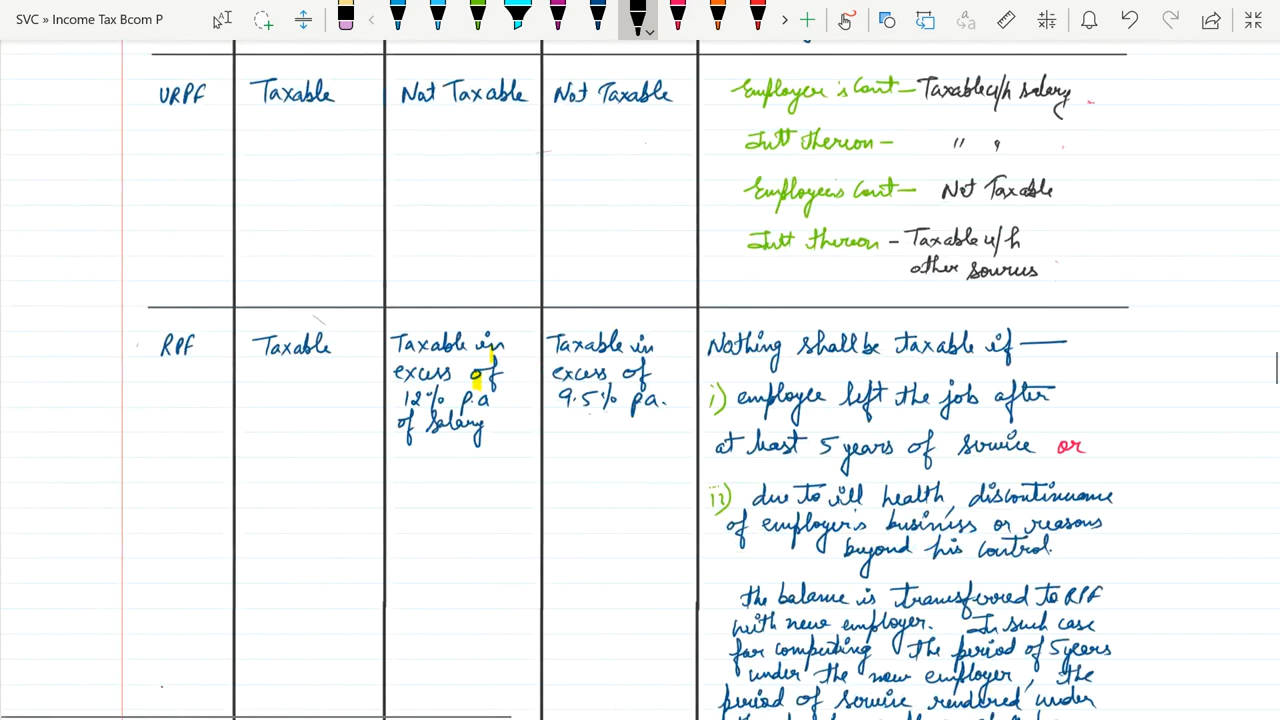 SVC » Income Tax Bcom P
URPF
Taxable
Not Taxable
Not Taxable
Employer's Cont— Taxable u/h Salary
Intt thereon — " "
Employee's Cont— Not Taxable
Intt thereon — Taxable u/h
other sources
RPF
Taxable
Taxable in
excess of
12% p.a
of Salary
Taxable in
excess of
9.5% p.a.
Nothing shall be taxable if —
i) employee left the job after
at least 5 years of service or
ii) due to ill health, discontinuance
of employer's business or reasons
beyond his control.
The balance is transferred to RPF
with new employer. In such case
for computing the period of 5 years
under the new employer, the
period of service rendered under